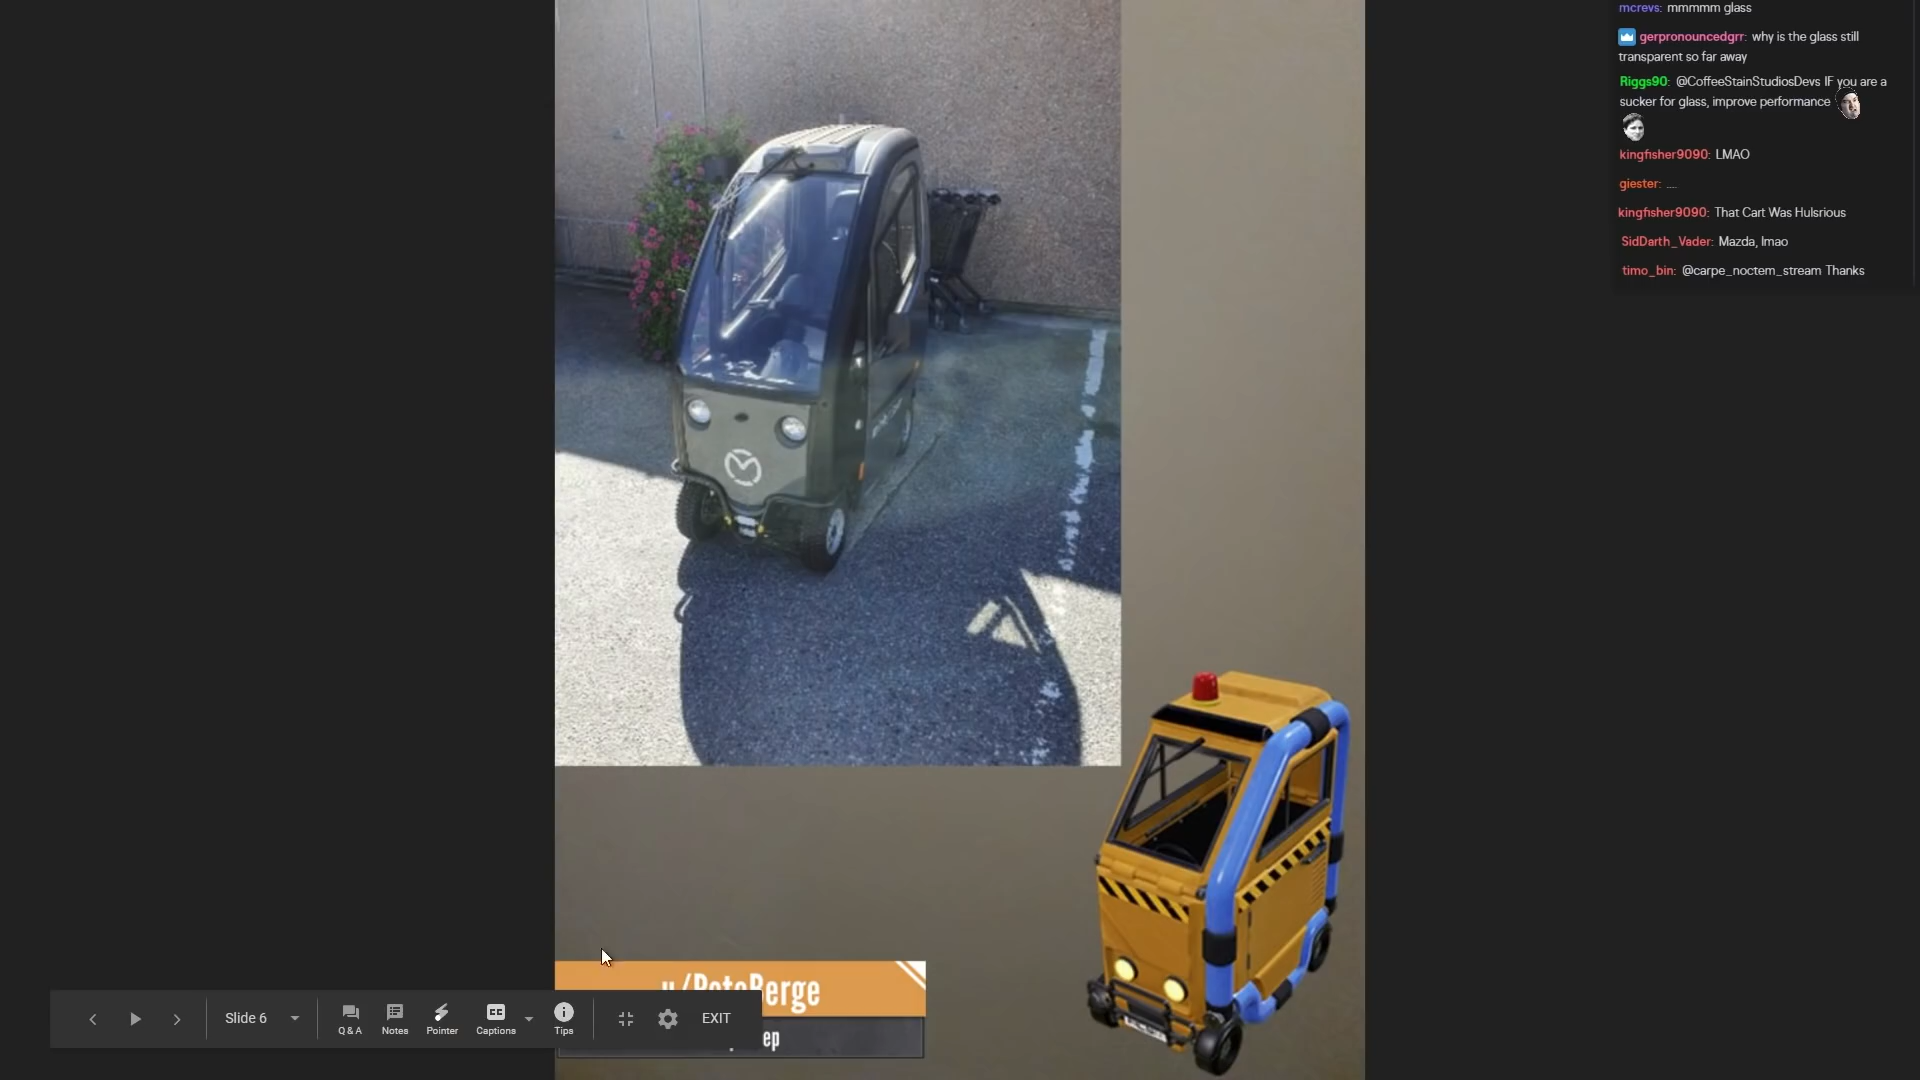 mcrevs: mmmmm glass
gerpronouncedgrr: why is the glass still
transparent so far away
Riggs90: @CoffeeStainStudiosDevs IF you are a
sucker for glass, improve performance
kingfisher9090: LMAO
giester: ....
kingfisher9090: That Cart Was Hulsrious
SidDarth_Vader: Mazda, lmao
timo_bin: @carpe_noctem_stream Thanks
u/PotoBerge
ep
Slide 6
Q & A
Notes
Pointer
CC
Captions
Tips
EXIT